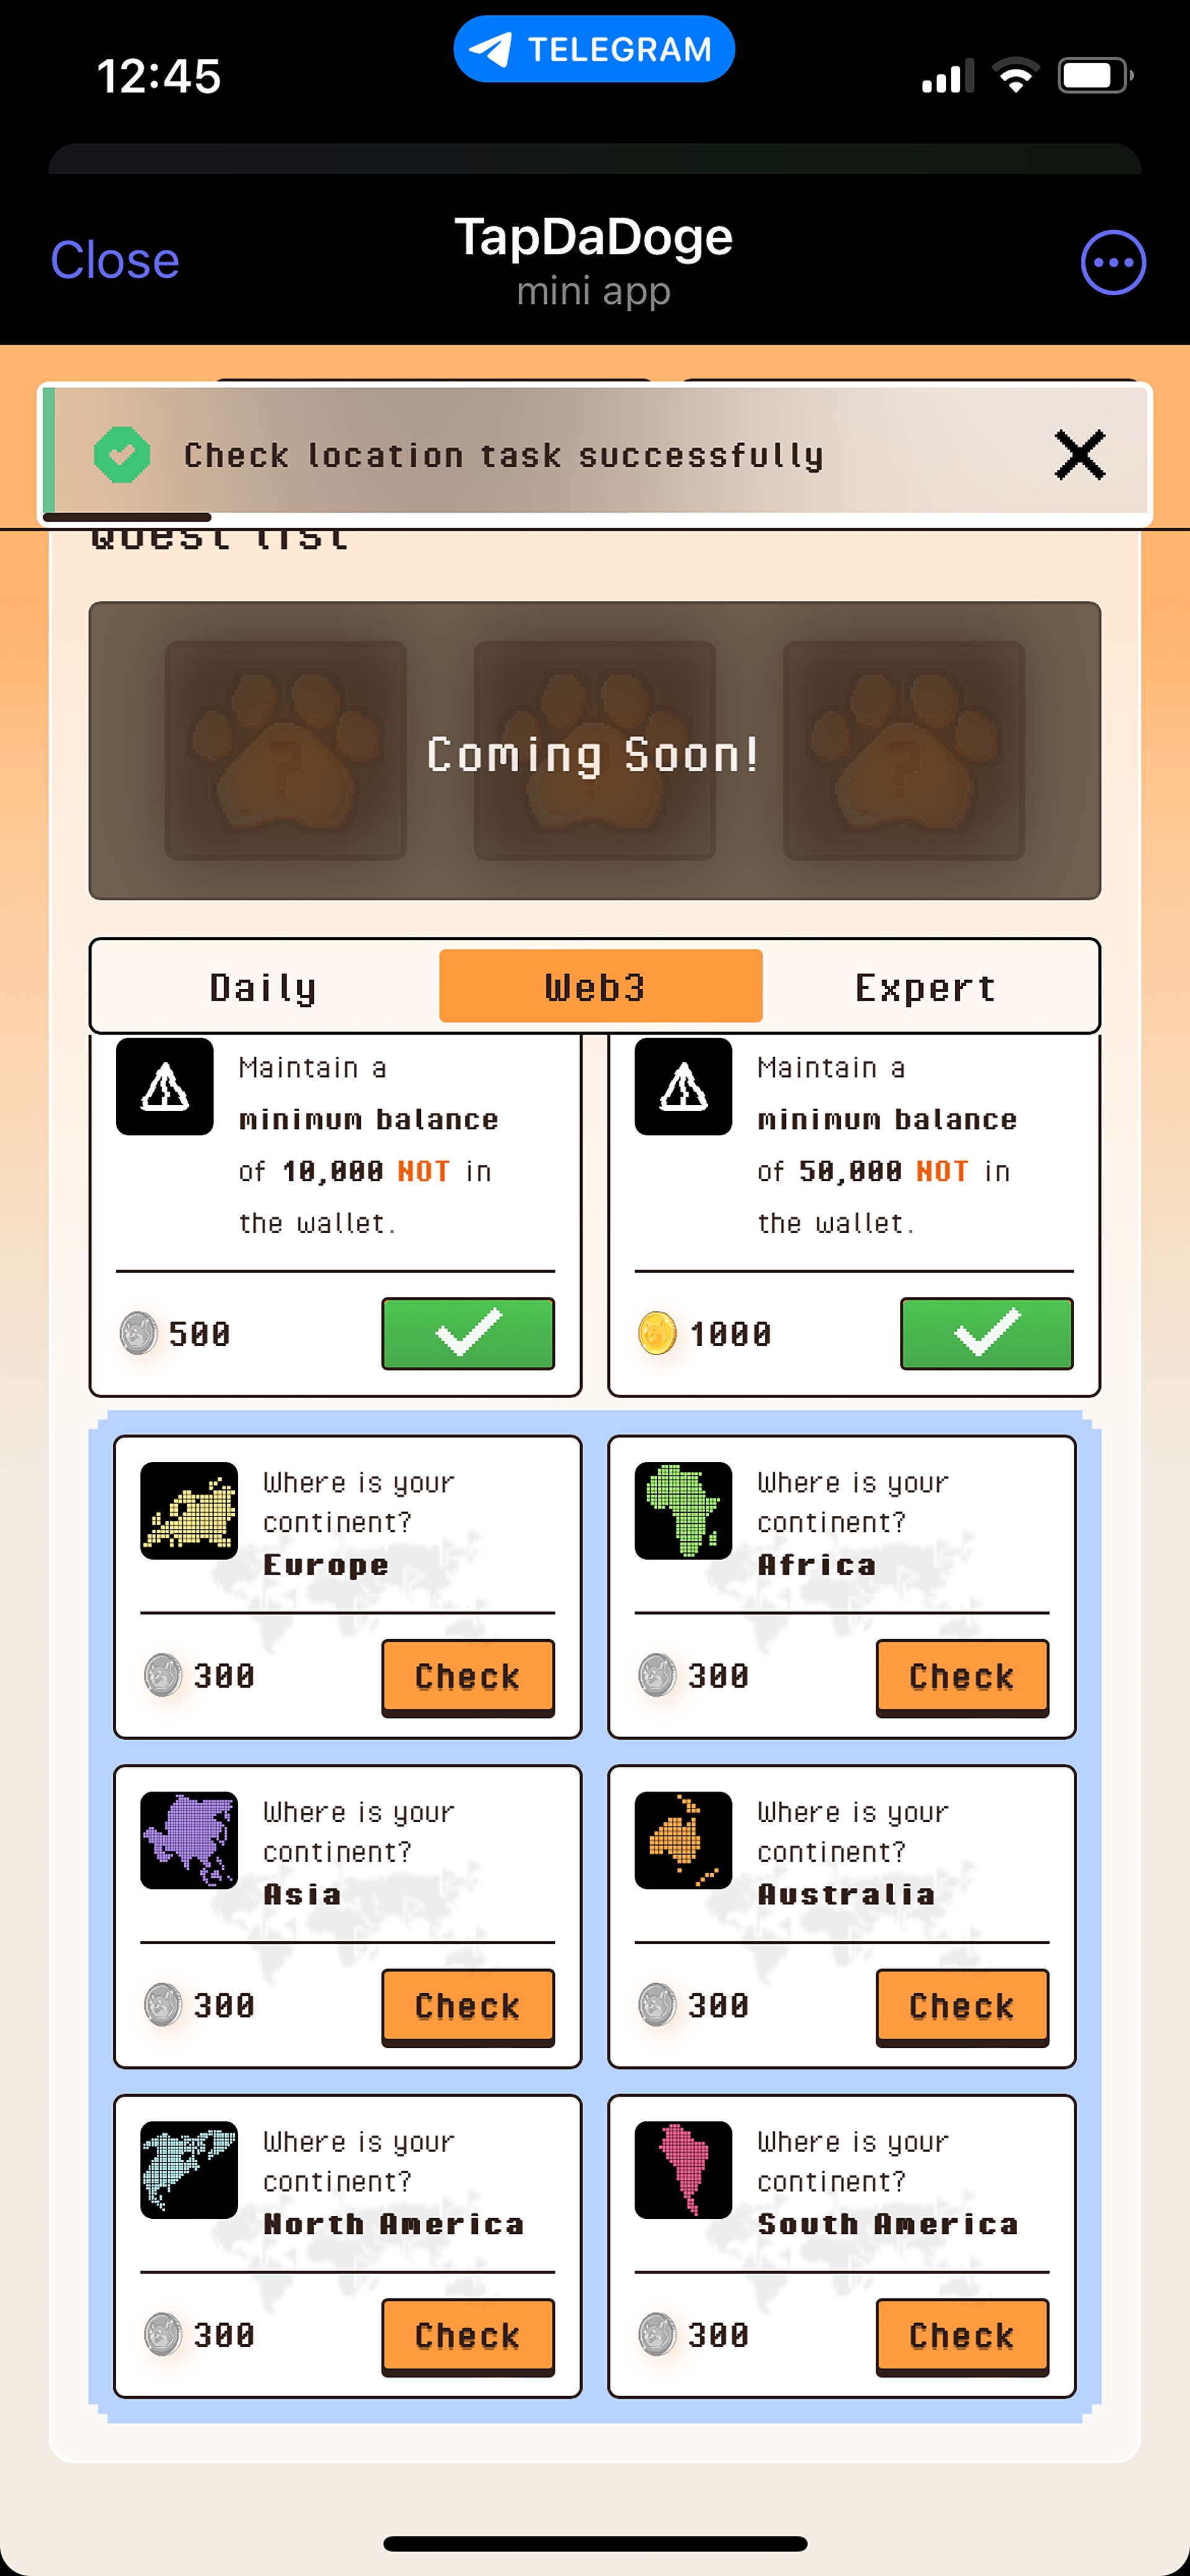 12:45
TELEGRAM
Close
TapDaDoge
mini app
Check location task successfully
Quest list
Coming Soon!
Daily
Web3
Expert
Maintain a
minimum balance
of 10,000 NOT in
the wallet.
500
Maintain a
minimum balance
of 50,000 NOT in
the wallet.
1000
Where is your
continent?
Europe
300
Check
Where is your
continent?
Africa
300
Check
Where is your
continent?
Asia
300
Check
Where is your
continent?
Australia
300
Check
Where is your
continent?
North America
300
Check
Where is your
continent?
South America
300
Check